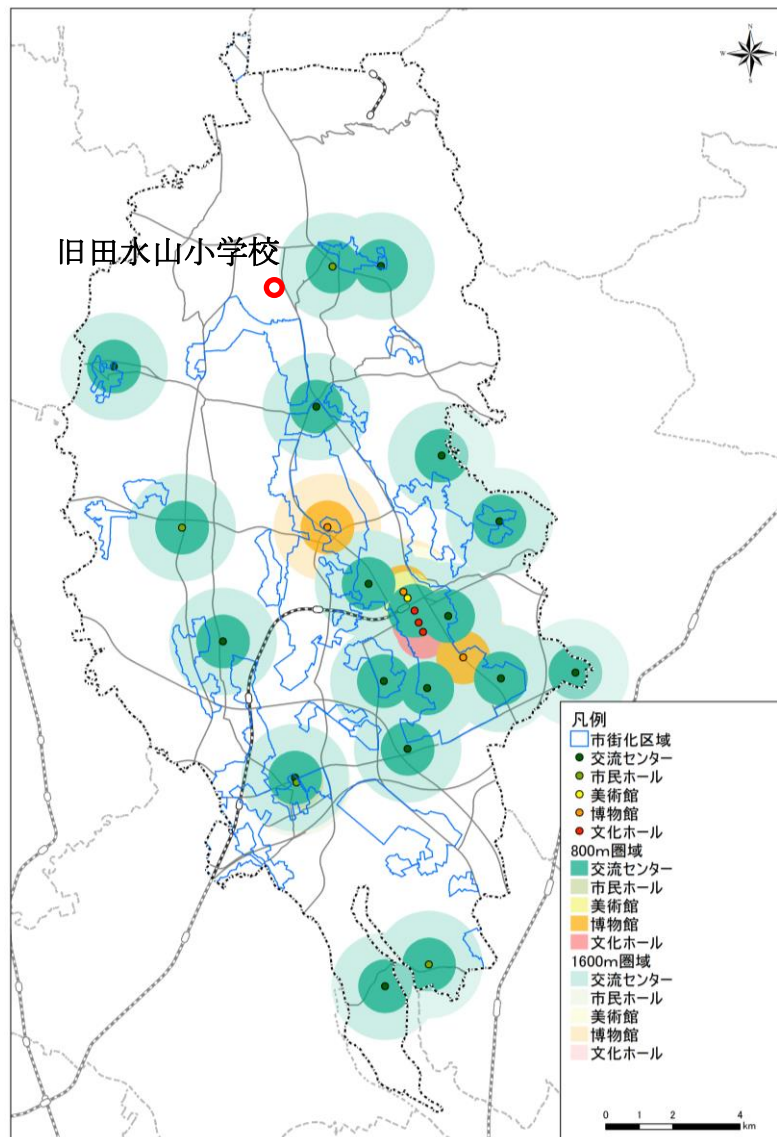 N
W
E
S
旧田水山小学校
凡例
市街化区域
交流センター
市民ホール
美術館
博物館
文化ホール
800m圏域
交流センター
市民ホール
美術館
博物館
文化ホール
1600m圏域
交流センター
市民ホール
美術館
博物館
文化ホール
0 1 2 4
km